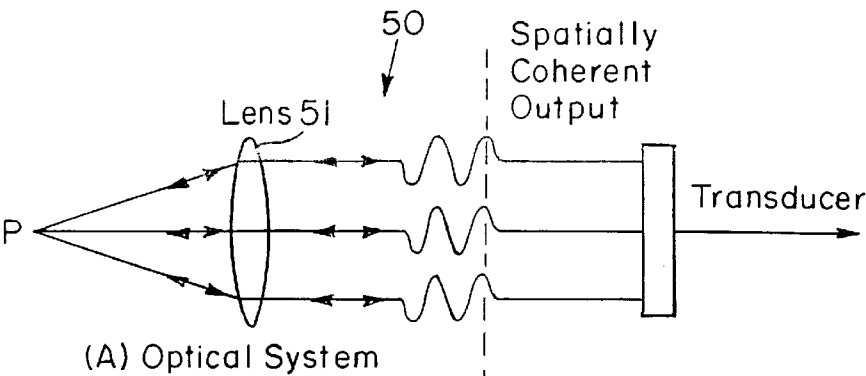 50
Spatially
Coherent
Output
Lens 51
Transducer
P
(A) Optical System